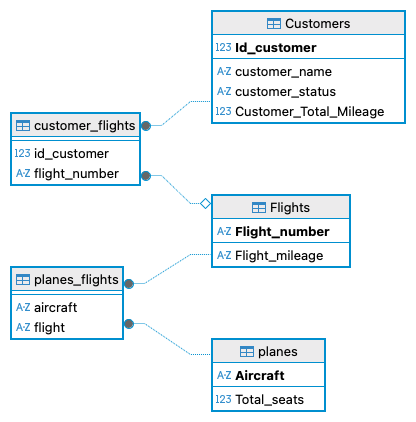 Customers
123 Id_customer
A-Z customer_name
A-Z customer_status
123 Customer_Total_Mileage
customer_flights
123 id_customer
A-Z flight_number
Flights
A-Z Flight_number
A-Z Flight_mileage
planes_flights
A-Z aircraft
A-Z flight
planes
A-Z Aircraft
123 Total_seats